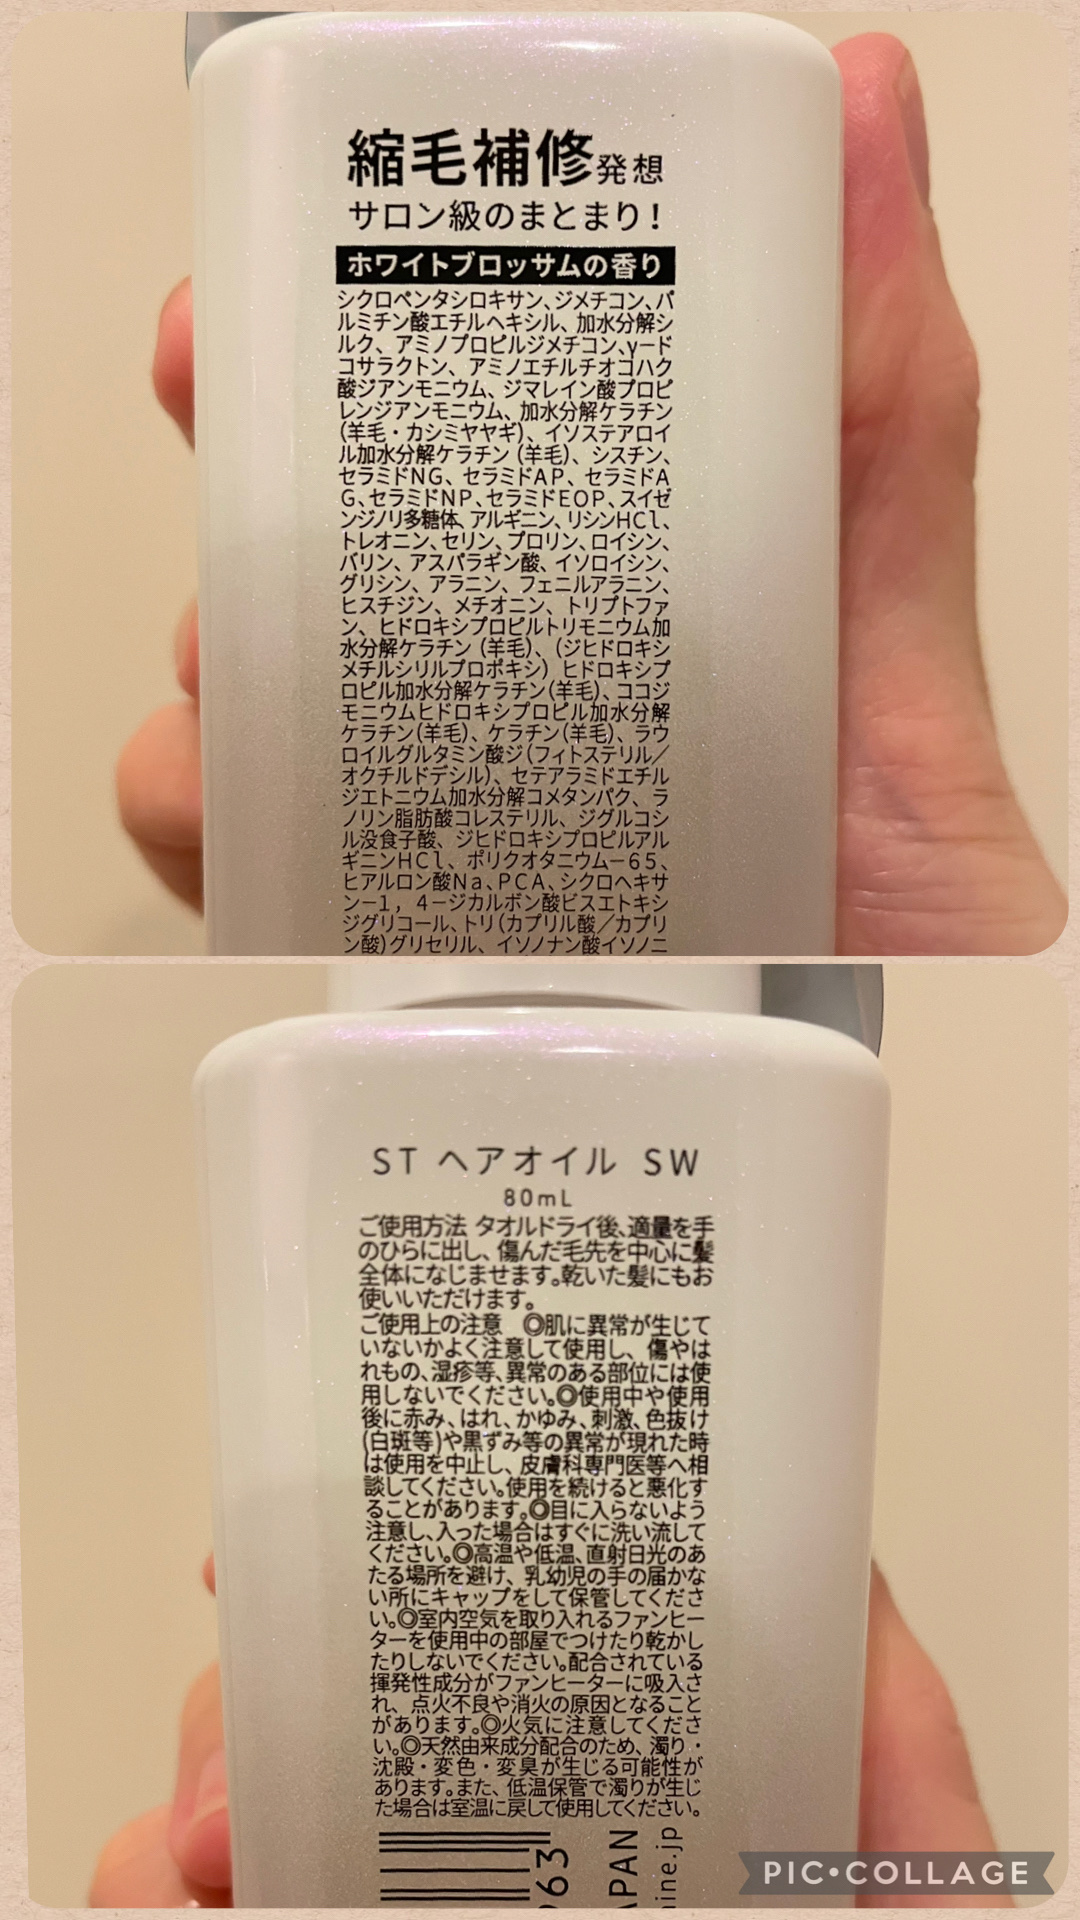 縮毛補修発想
サロン級のまとまり!
ホワイトブロッサムの香り
シクロペンタシロキサン、ジメチコン、パ
ルミチン酸エチルヘキシル、加水分解シ
ルク、アミノプロピルジメチコン、γード
コサラクトン、アミノエチルチオコハク
酸ジアンモニウム、ジマレイン酸プロピ
レンジアンモニウム、加水分解ケラチン
(羊毛・カシミヤヤギ)、イソステアロイ
ル加水分解ケラチン(羊毛)、シスチン、
セラミドNG、セラミドAP、セラミドA
G、セラミドNP、セラミドEOP、スイゼ
ンジノリ多糖体、アルギニン、リシンHCl、
トレオニン、セリン、プロリン、ロイシン、
バリン、アスパラギン酸、イソロイシン、
グリシン、アラニン、フェニルアラニン、
ヒスチジン、メチオニン、トリプトファ
ン、ヒドロキシプロピルトリモニウム加
水分解ケラチン(羊毛)、(ジヒドロキシ
メチルシリルプロポキシ)ヒドロキシプ
ロピル加水分解ケラチン(羊毛)、ココジ
モニウムヒドロキシプロピル加水分解
ケラチン(羊毛)、ケラチン(羊毛)、ラウ
ロイルグルタミン酸ジ(フィトステリル/
オクチルドデシル)、セテアラミドエチル
ジエトニウム加水分解コメタンパク、ラ
ノリン脂肪酸コレステリル、ジグルコシ
ル没食子酸、ジヒドロキシプロピルアル
ギニンHCl、ポリクオタニウム−65、
ヒアルロン酸Na、PCA、シクロヘキサ
ン−1,4−ジカルボン酸ビスエトキシ
ジグリコール、トリ(カプリル酸/カプリ
ン酸)グリセリル、イソノナン酸イソノニ
ST ヘアオイル SW
80mL
ご使用方法 タオルドライ後、適量を手
のひらに出し、傷んだ毛先を中心に髪
全体になじませます。乾いた髪にもお
使いいただけます。
ご使用上の注意 ◎肌に異常が生じて
いないかよく注意して使用し、傷やは
れもの、湿疹等、異常のある部位には使
用しないでください。◎使用中や使用
後に赤み、はれ、かゆみ、刺激、色抜け
(白斑等)や黒ずみ等の異常が現れた時
は使用を中止し、皮膚科専門医等へ相
談してください。使用を続けると悪化す
ることがあります。◎目に入らないよう
注意し、入った場合はすぐに洗い流して
ください。◎高温や低温、直射日光のあ
たる場所を避け、乳幼児の手の届かな
い所にキャップをして保管してくださ
い。◎室内空気を取り入れるファンヒー
ターを使用中の部屋でつけたり乾かし
たりしないでください。配合されている
揮発性成分がファンヒーターに吸入さ
れ、点火不良や消火の原因となること
があります。◎火気に注意してくださ
い。◎天然由来成分配合のため、濁り・
沈殿・変色・変臭が生じる可能性が
あります。また、低温保管で濁りが生じ
た場合は室温に戻して使用してください。
963
APAN
nine.jp
PIC•COLLAGE